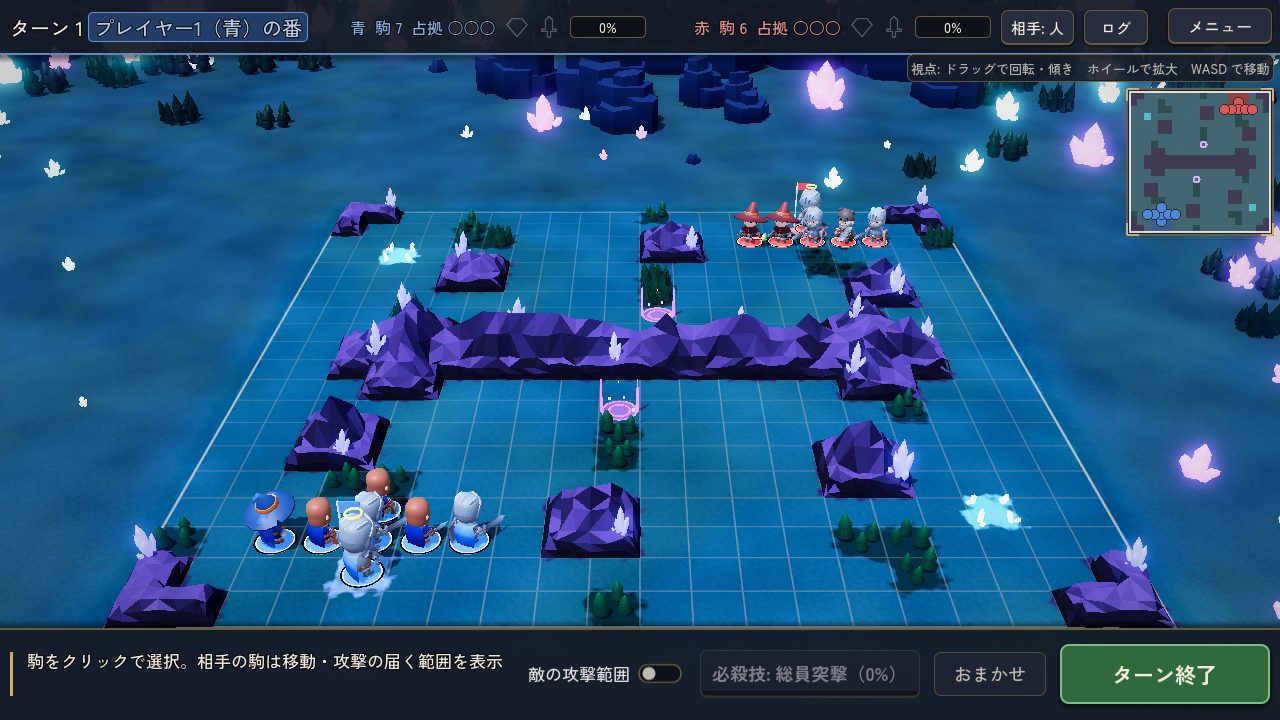 ターン 1 プレイヤー1（青）の番 青 駒 7 占拠 〇〇〇 0% 赤 駒 6 占拠 〇〇〇 0% 相手: 人 ログ メニュー
視点: ドラッグで回転・傾き ホイールで拡大 WASD で移動
駒をクリックで選択。相手の駒は移動・攻撃の届く範囲を表示
敵の攻撃範囲 必殺技: 総員突撃（0%） おまかせ ターン終了